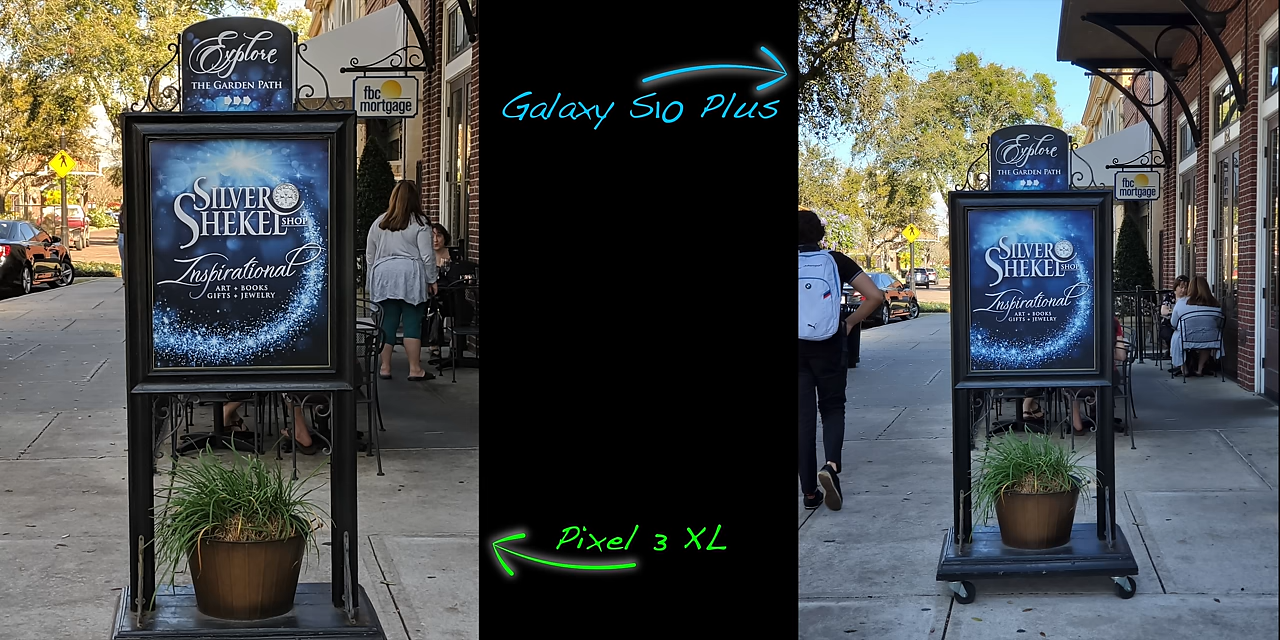 Explore
THE GARDEN PATH
fbc
mortgage
SILVER
SHEKEL SHOP
Inspirational
ART + BOOKS
GIFTS + JEWELRY
Galaxy S10 Plus
Pixel 3 XL
Explore
THE GARDEN PATH
fbc
mortgage
SILVER
SHEKEL SHOP
Inspirational
ART + BOOKS
GIFTS + JEWELRY